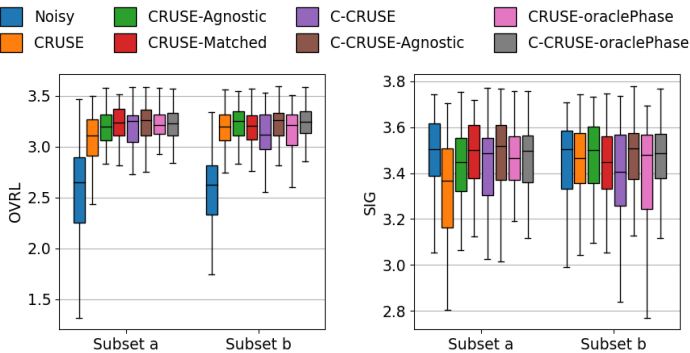 Noisy CRUSE-Agnostic C-CRUSE CRUSE-oraclePhase
CRUSE CRUSE-Matched C-CRUSE-Agnostic C-CRUSE-oraclePhase
3.5
3.0
2.5
2.0
1.5
OVRL
Subset a Subset b
3.8
3.6
3.4
3.2
3.0
2.8
SIG
Subset a Subset b